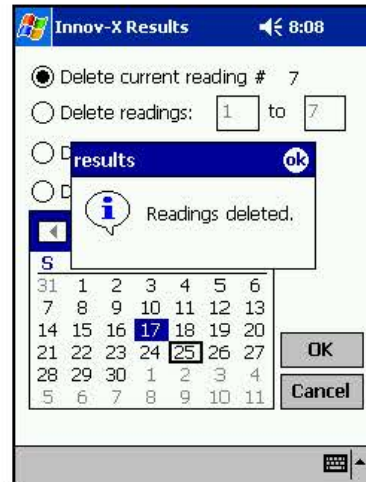 Innov-X Results 8:08
Delete current reading # 7
Delete readings: 1 to 7
D
results ok
D
i Readings deleted.
S
31 1 2 3 4 5 6
7 8 9 10 11 12 13
14 15 16 17 18 19 20
21 22 23 24 25 26 27 OK
28 29 30 1 2 3 4
5 6 7 8 9 10 11 Cancel